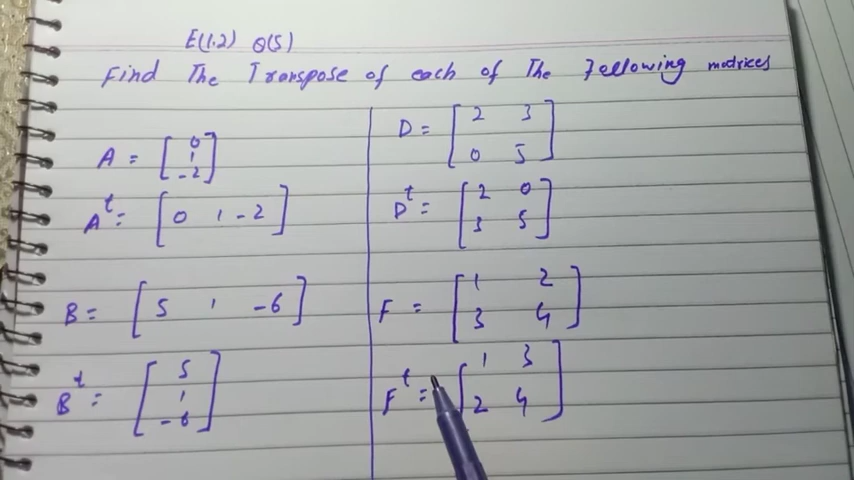 E(1.2) Q(5)
Find The Transpose of each of The Following matrices
A = [0
1
-2]
A^t = [0 1 -2]
B = [5 1 -6]
B^t = [5
1
-6]
D = [2 3
0 5]
D^t = [2 0
3 5]
F = [1 2
3 4]
F^t = [1 3
2 4]